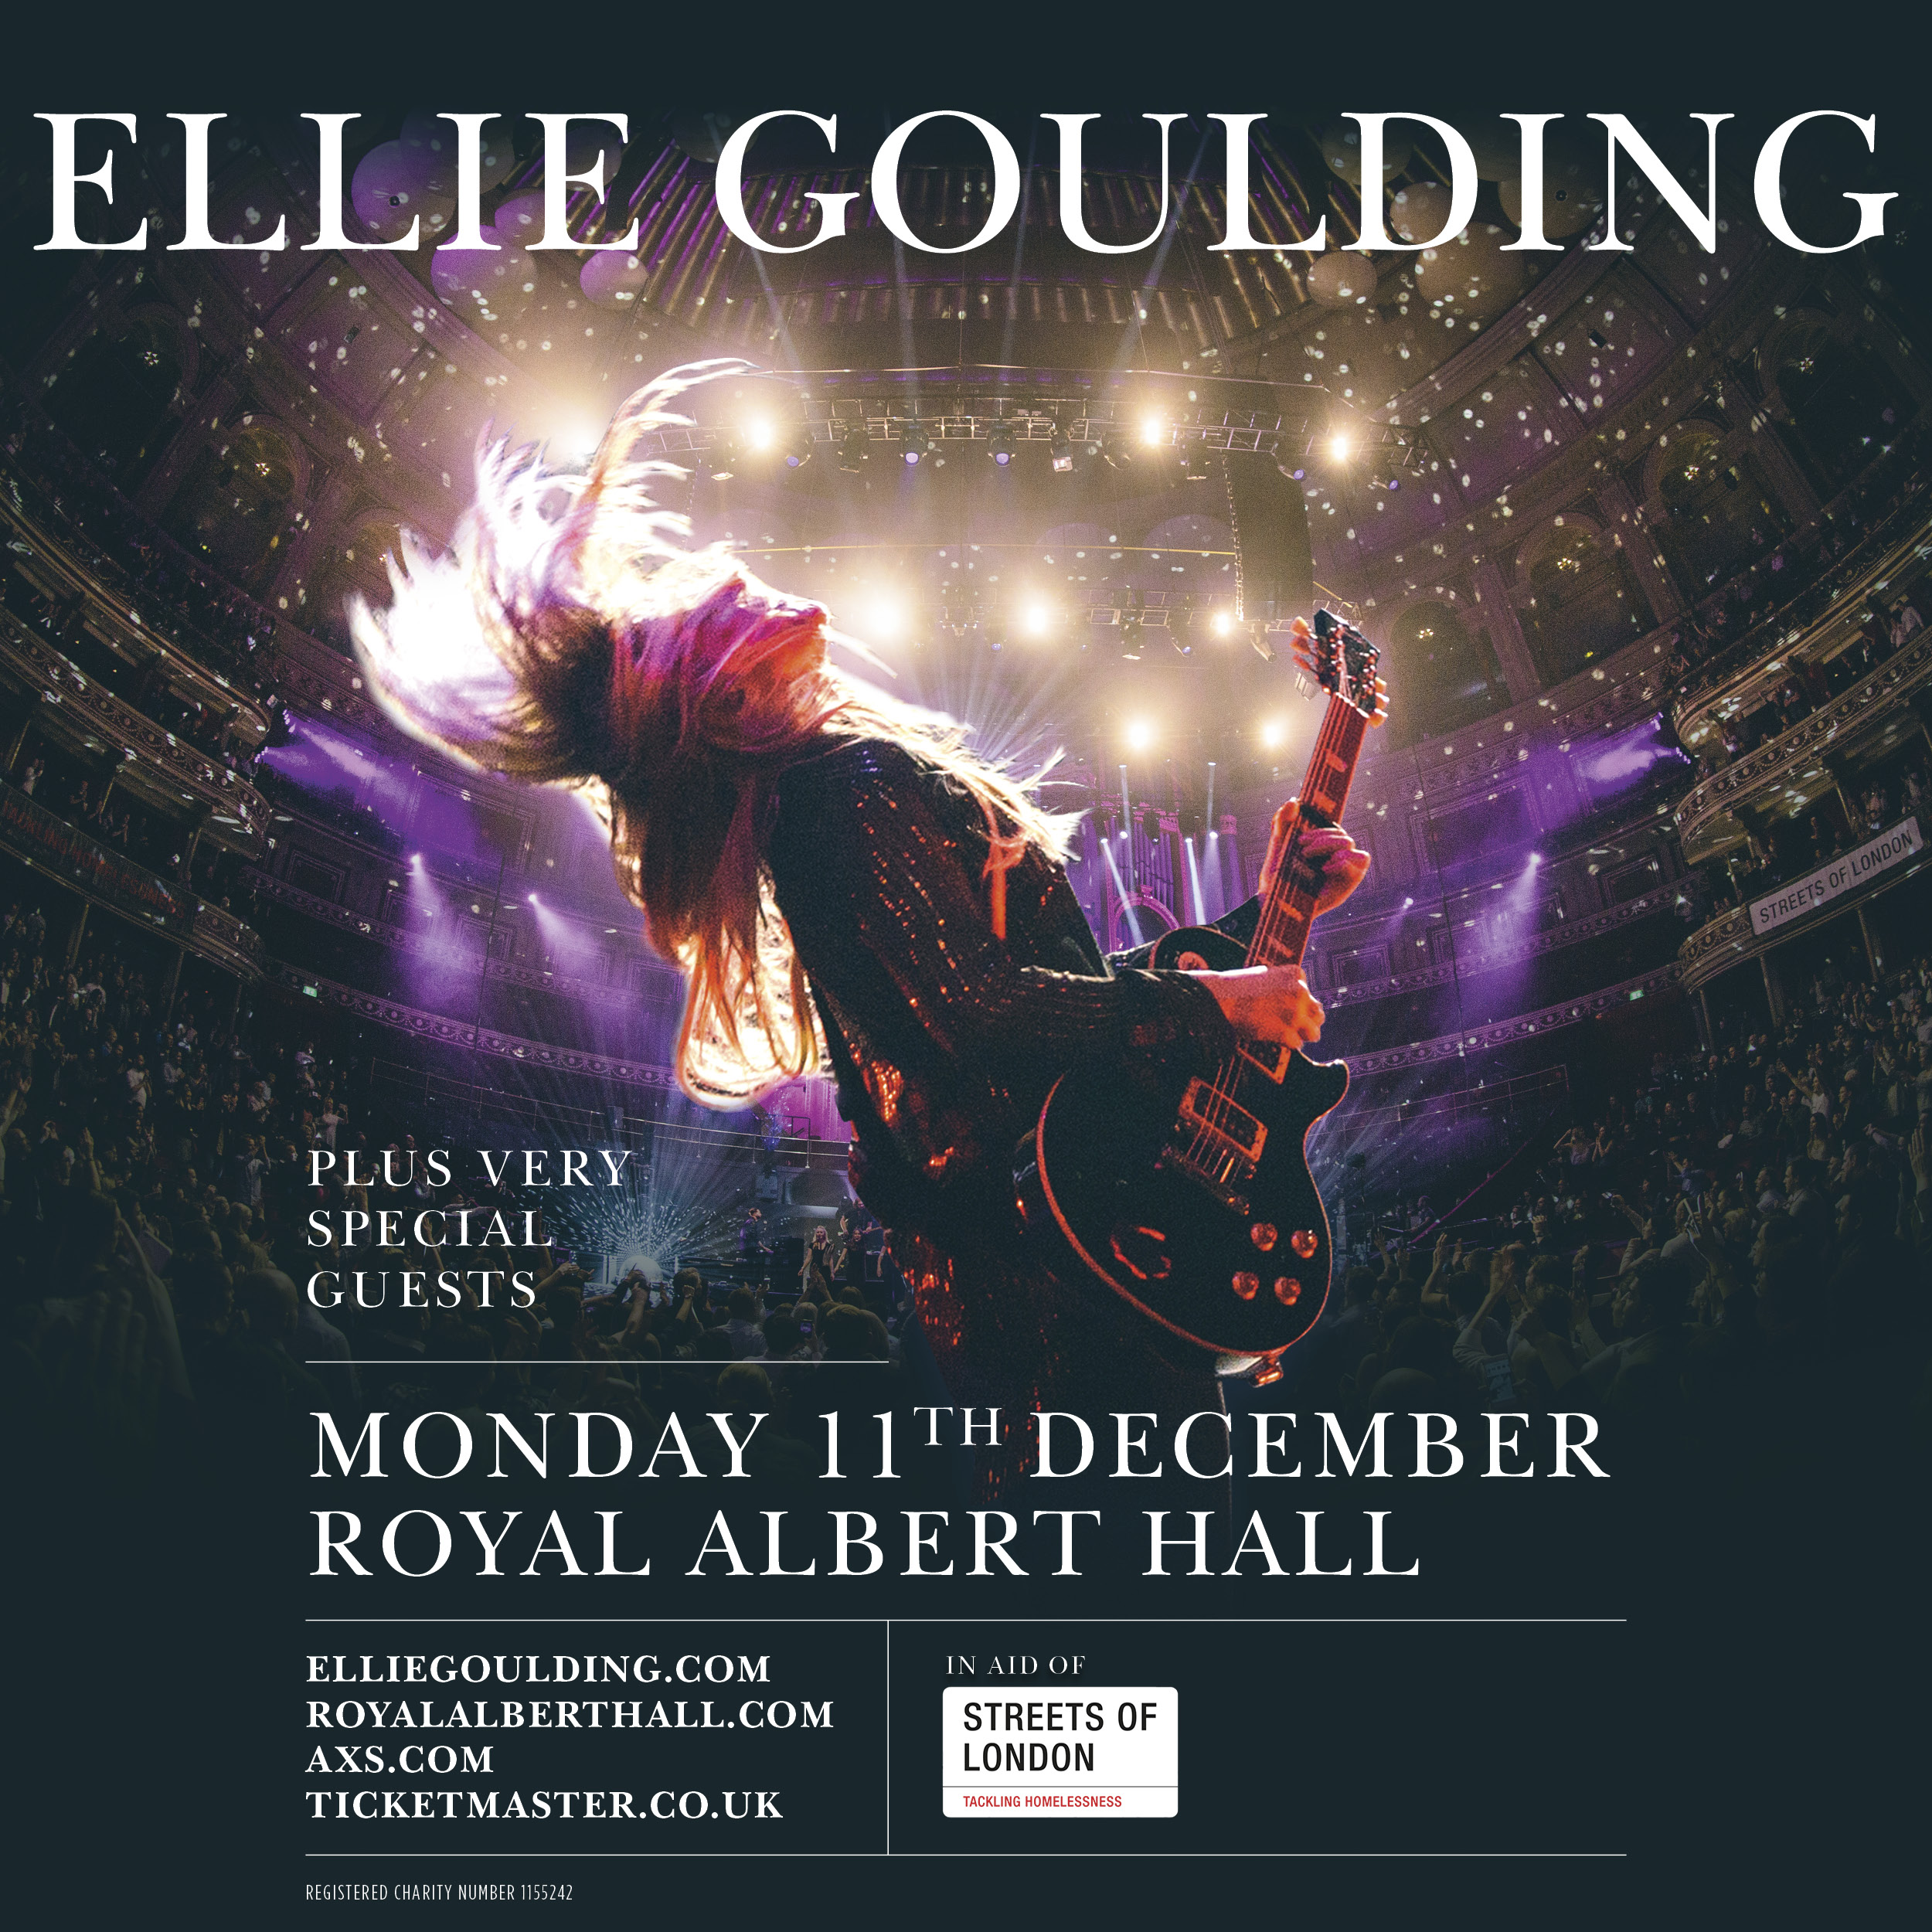 ELLIE GOULDING
STREETS OF LONDON
PLUS VERY
SPECIAL
GUESTS
MONDAY 11TH DECEMBER
ROYAL ALBERT HALL
ELLIEGOULDING.COM
ROYALALBERTHALL.COM
AXS.COM
TICKETMASTER.CO.UK
IN AID OF
STREETS OF
LONDON
TACKLING HOMELESSNESS
REGISTERED CHARITY NUMBER 1155242